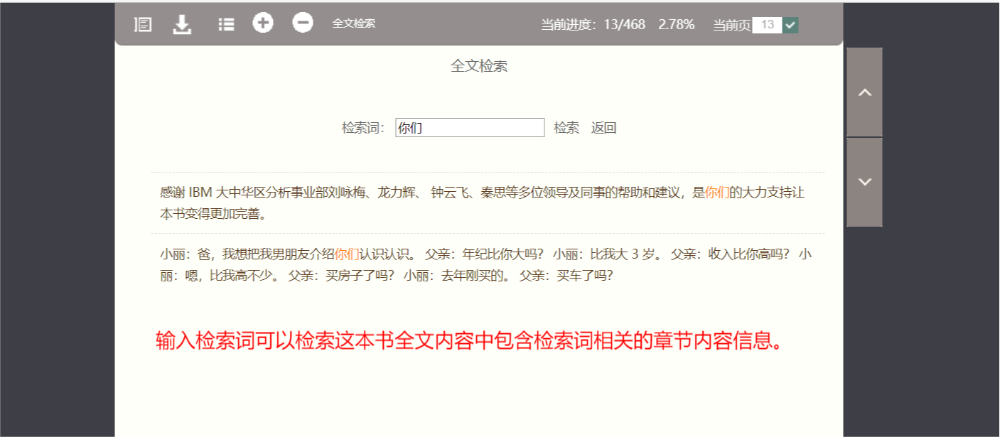 全文检索 当前进度：13/468 2.78% 当前页 13
全文检索
检索词： 你们 检索 返回
感谢 IBM 大中华区分析事业部刘咏梅、龙力辉、 钟云飞、秦思等多位领导及同事的帮助和建议，是你们的大力支持让
本书变得更加完善。
小丽：爸，我想把我男朋友介绍你们认识认识。 父亲：年纪比你大吗？ 小丽：比我大 3 岁。 父亲：收入比你高吗？ 小
丽：嗯，比我高不少。 父亲：买房子了吗？ 小丽：去年刚买的。 父亲：买车了吗？
输入检索词可以检索这本书全文内容中包含检索词相关的章节内容信息。